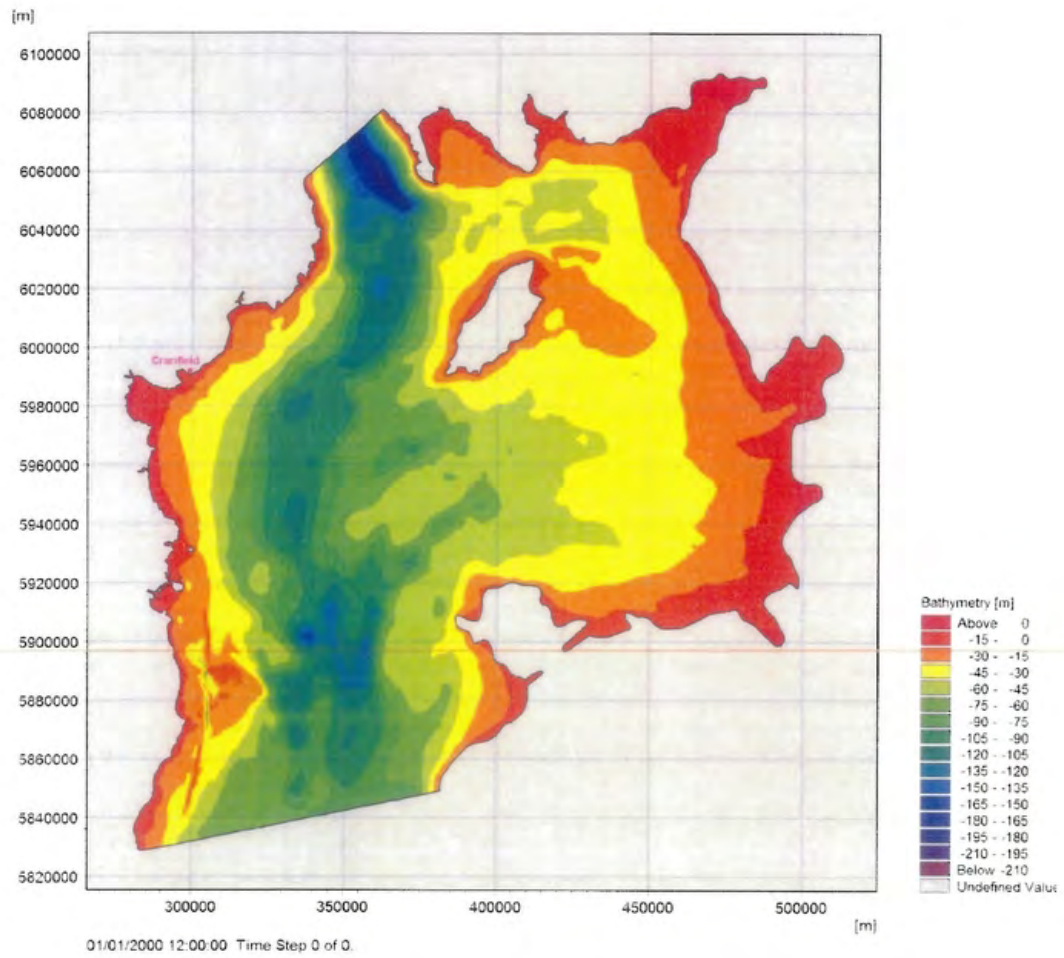 [m]
6100000
6080000
6060000
6040000
6020000
6000000
Cranfield
5980000
5960000
5940000
5920000
5900000
5880000
5860000
5840000
5820000
300000 350000 400000 450000 500000
[m]
Bathymetry [m]
Above 0
-15 - 0
-30 - -15
-45 - -30
-60 - -45
-75 - -60
-90 - -75
-105 - -90
-120 - -105
-135 - -120
-150 - -135
-165 - -150
-180 - -165
-195 - -180
-210 - -195
Below -210
Undefined Value
01/01/2000 12:00:00 Time Step 0 of 0.